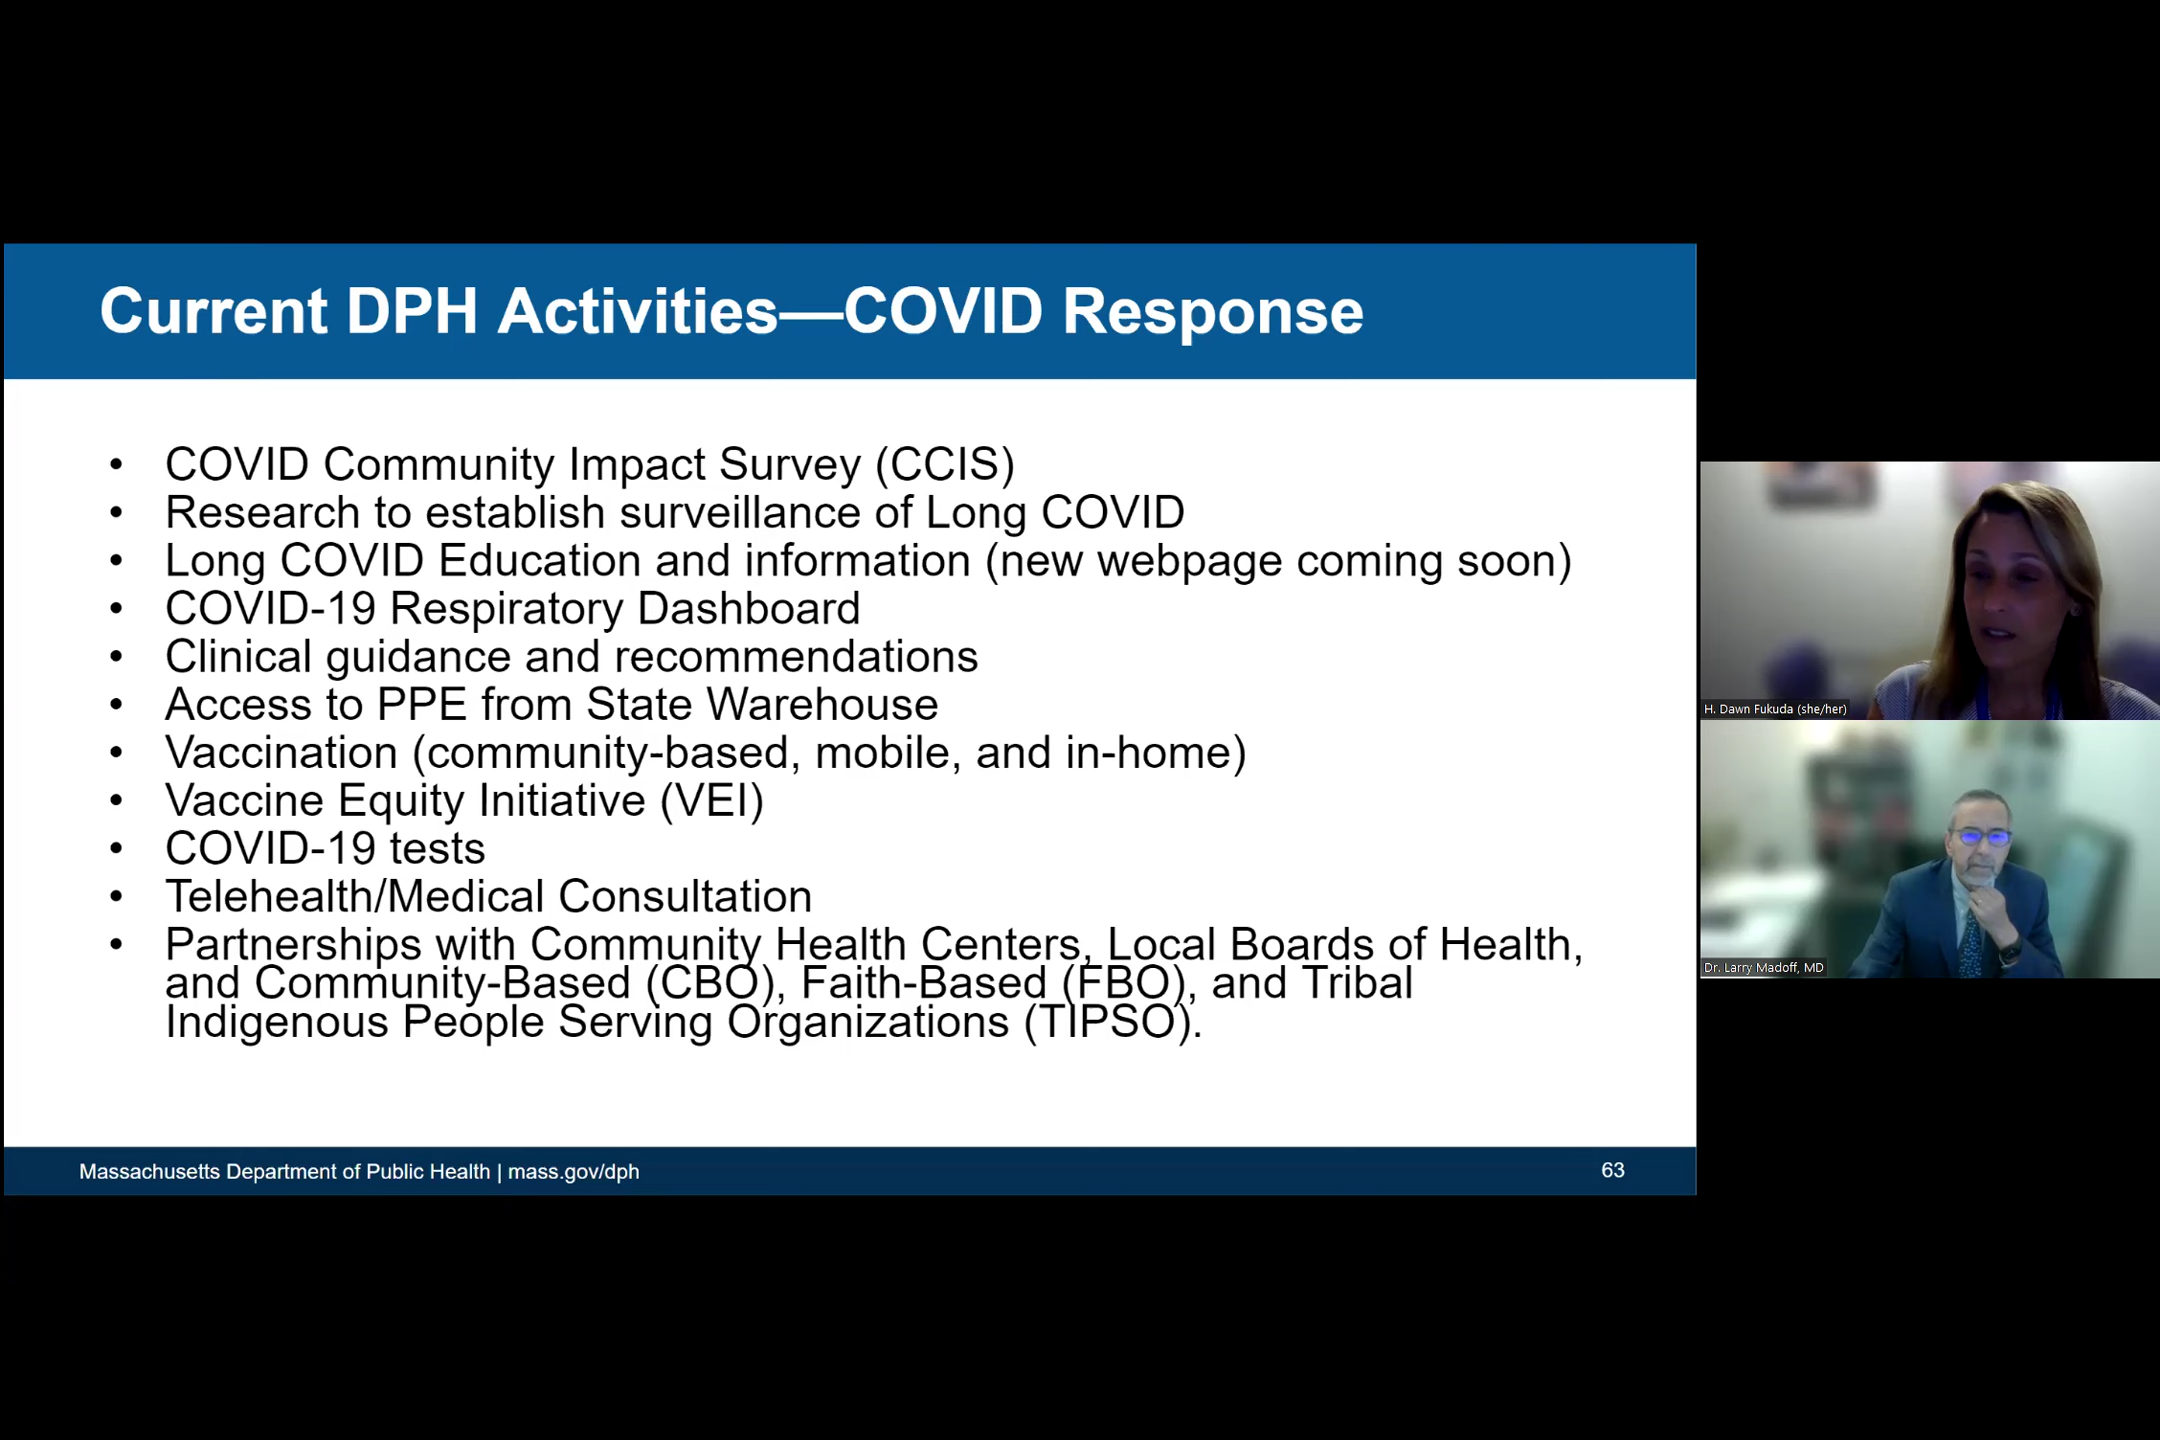 Current DPH Activities—COVID Response
• COVID Community Impact Survey (CCIS)
• Research to establish surveillance of Long COVID
• Long COVID Education and information (new webpage coming soon)
• COVID-19 Respiratory Dashboard
• Clinical guidance and recommendations
• Access to PPE from State Warehouse
• Vaccination (community-based, mobile, and in-home)
• Vaccine Equity Initiative (VEI)
• COVID-19 tests
• Telehealth/Medical Consultation
• Partnerships with Community Health Centers, Local Boards of Health,
and Community-Based (CBO), Faith-Based (FBO), and Tribal
Indigenous People Serving Organizations (TIPSO).
Massachusetts Department of Public Health | mass.gov/dph
63
H. Dawn Fukuda (she/her)
Dr. Larry Madoff, MD